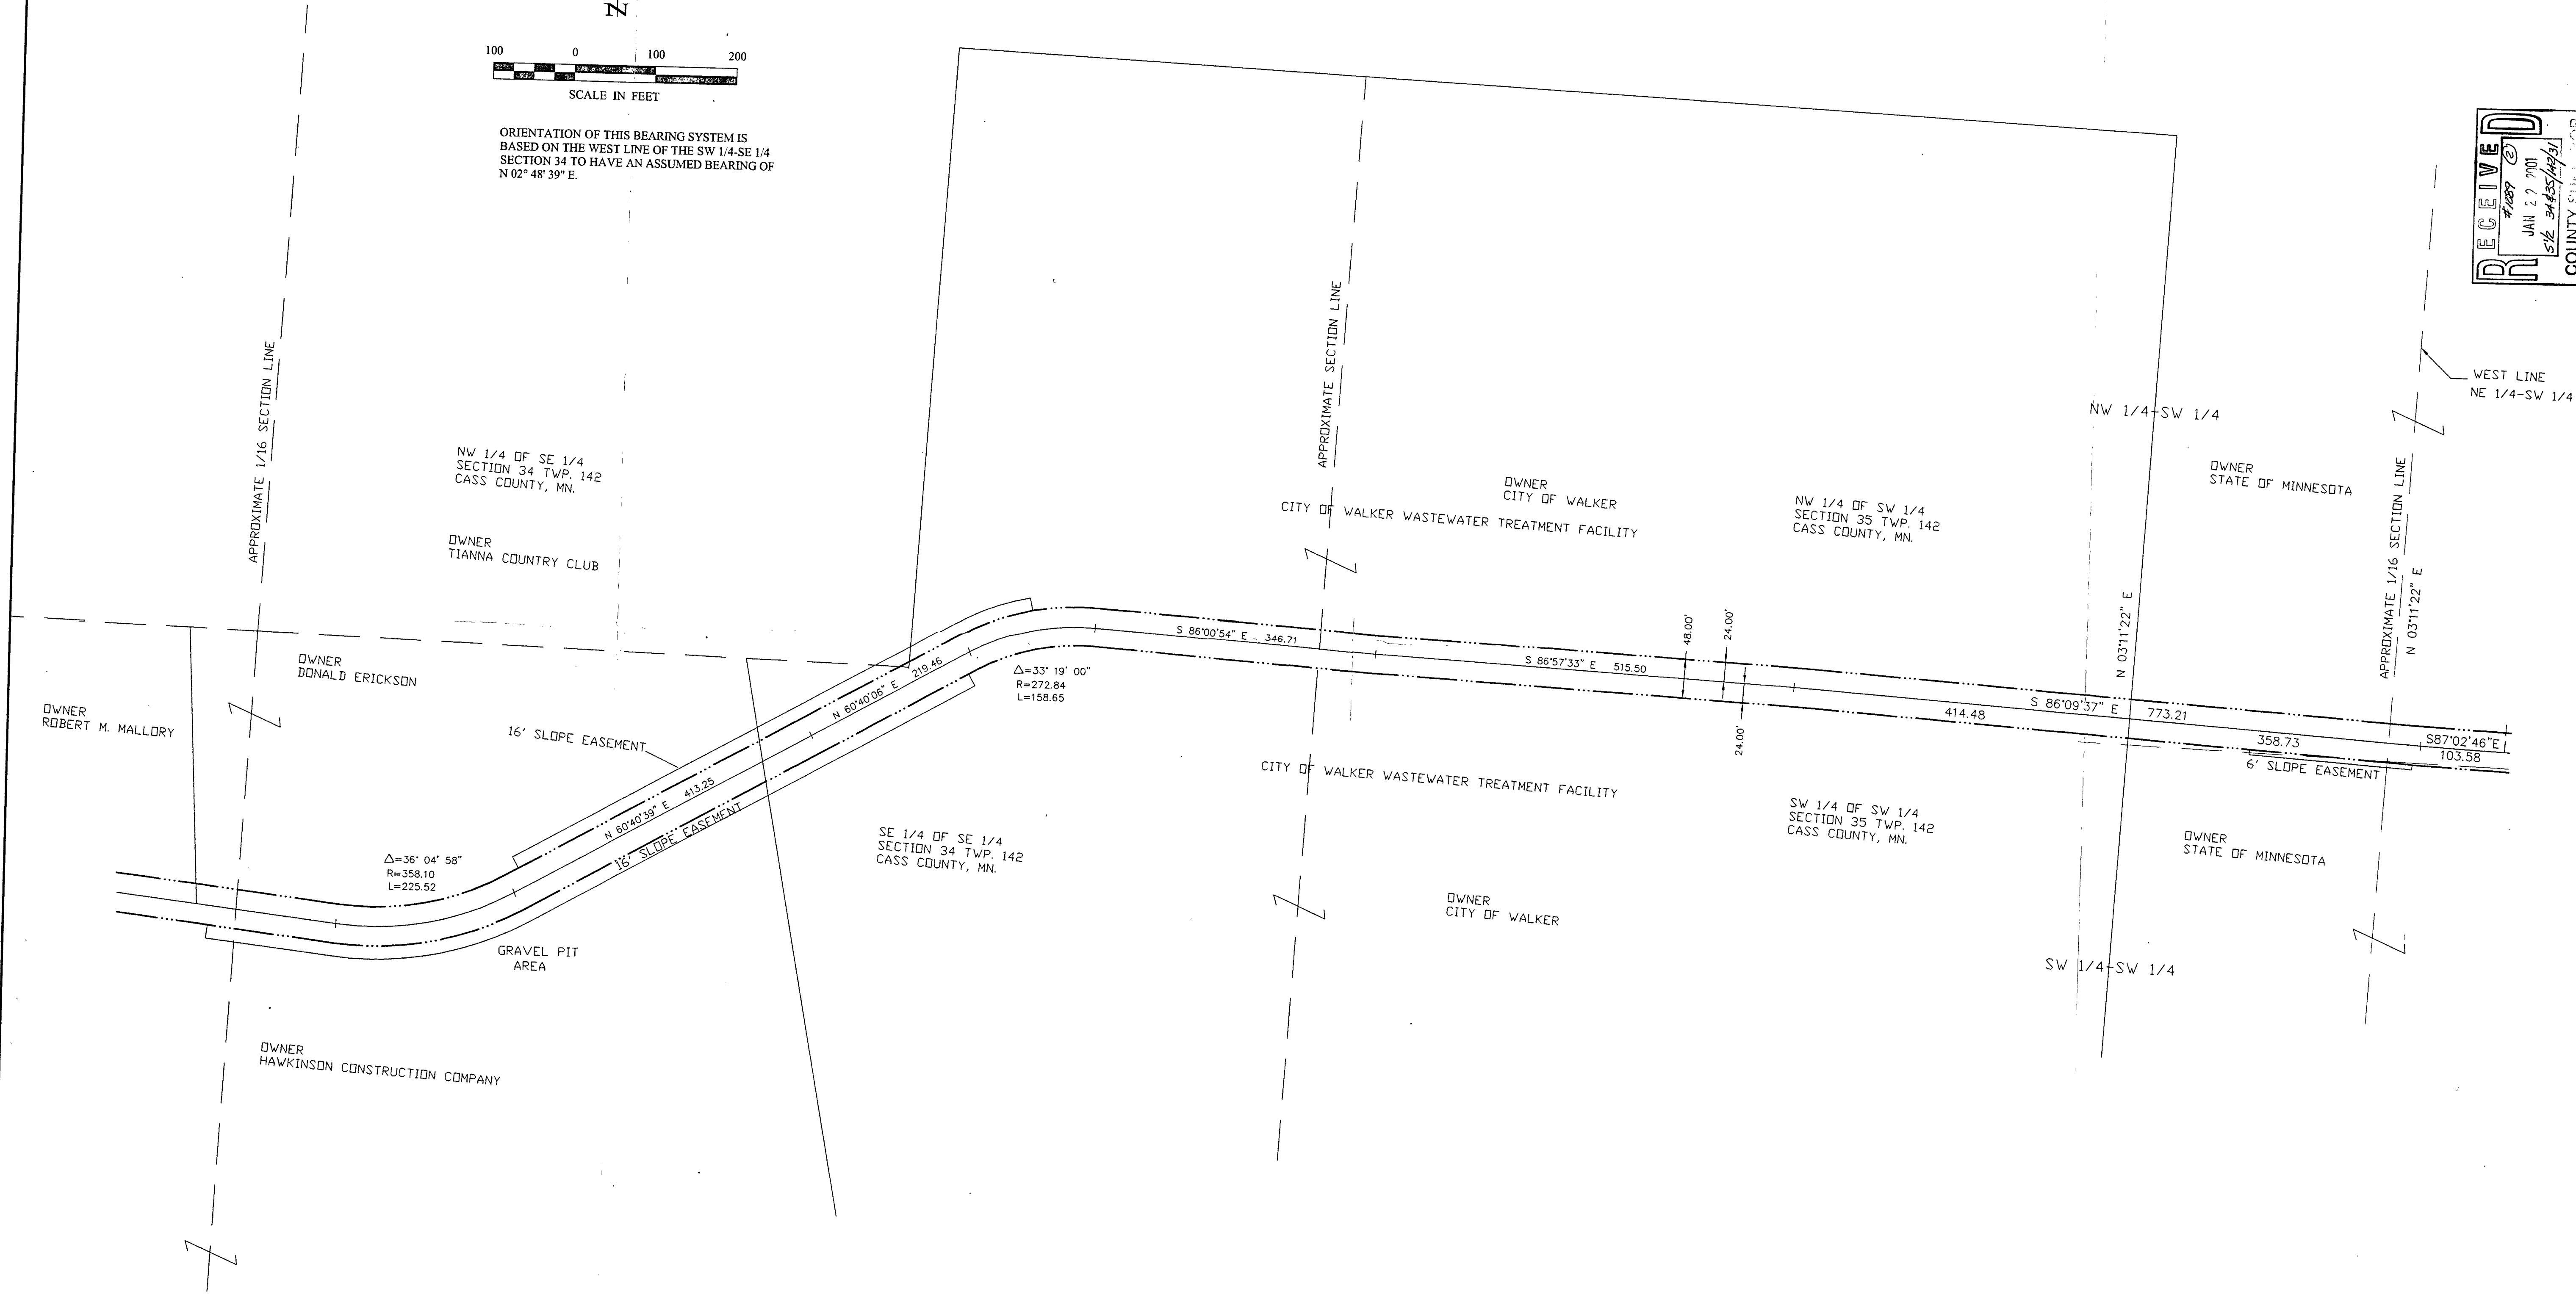 N
100 0 100 200
SCALE IN FEET
ORIENTATION OF THIS BEARING SYSTEM IS
BASED ON THE WEST LINE OF THE SW 1/4-SE 1/4
SECTION 34 TO HAVE AN ASSUMED BEARING OF
N 02° 48' 39" E.
RECEIVED
#1089 (2)
JAN 22 2001
S1/2 34&35/142/31
COUNTY
WEST LINE
NE 1/4-SW 1/4
APPROXIMATE 1/16 SECTION LINE
APPROXIMATE SECTION LINE
APPROXIMATE 1/16 SECTION LINE
N 03°11'22" E
N 03°11'22" E
NW 1/4-SW 1/4
NW 1/4 OF SE 1/4
SECTION 34 TWP. 142
CASS COUNTY, MN.
OWNER
TIANNA COUNTRY CLUB
OWNER
CITY OF WALKER
CITY OF WALKER WASTEWATER TREATMENT FACILITY
NW 1/4 OF SW 1/4
SECTION 35 TWP. 142
CASS COUNTY, MN.
OWNER
STATE OF MINNESOTA
OWNER
DONALD ERICKSON
OWNER
ROBERT M. MALLORY
16' SLOPE EASEMENT
N 60°40'39" E 413.25
16' SLOPE EASEMENT
N 60°40'06" E 219.46
Δ=33° 19' 00"
R=272.84
L=158.65
S 86°00'54" E 346.71
S 86°57'33" E 515.50
48.00'
24.00'
24.00'
414.48
S 86°09'37" E 773.21
358.73
S87°02'46"E
103.58
6' SLOPE EASEMENT
Δ=36° 04' 58"
R=358.10
L=225.52
GRAVEL PIT
AREA
SE 1/4 OF SE 1/4
SECTION 34 TWP. 142
CASS COUNTY, MN.
CITY OF WALKER WASTEWATER TREATMENT FACILITY
SW 1/4 OF SW 1/4
SECTION 35 TWP. 142
CASS COUNTY, MN.
OWNER
STATE OF MINNESOTA
OWNER
CITY OF WALKER
SW 1/4-SW 1/4
OWNER
HAWKINSON CONSTRUCTION COMPANY